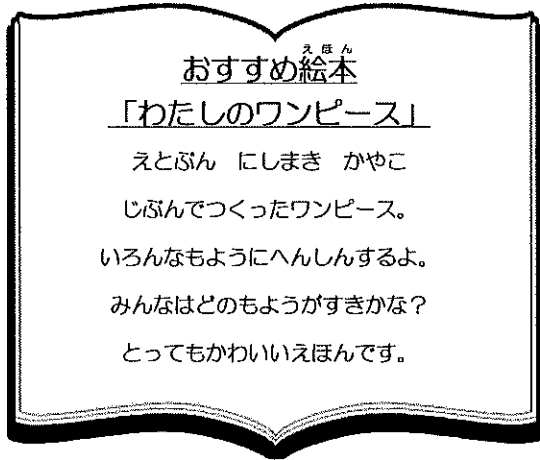 おすすめ絵本
「わたしのワンピース」
えとぶん　にしまき　かやこ
じぶんでつくったワンピース。
いろんなもようにへんしんするよ。
みんなはどのもようがすきかな？
とってもかわいいえほんです。